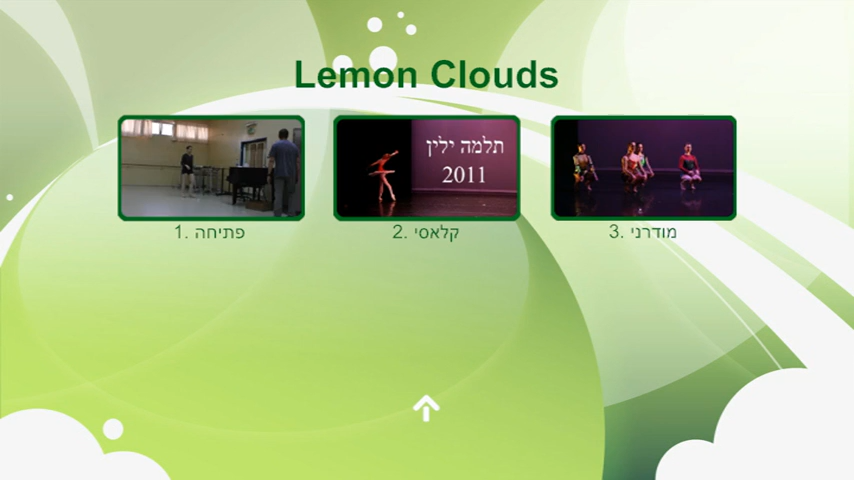 Lemon Clouds
תלמה ילין
2011
1. פתיחה
2. קלאסי
3. מודרני